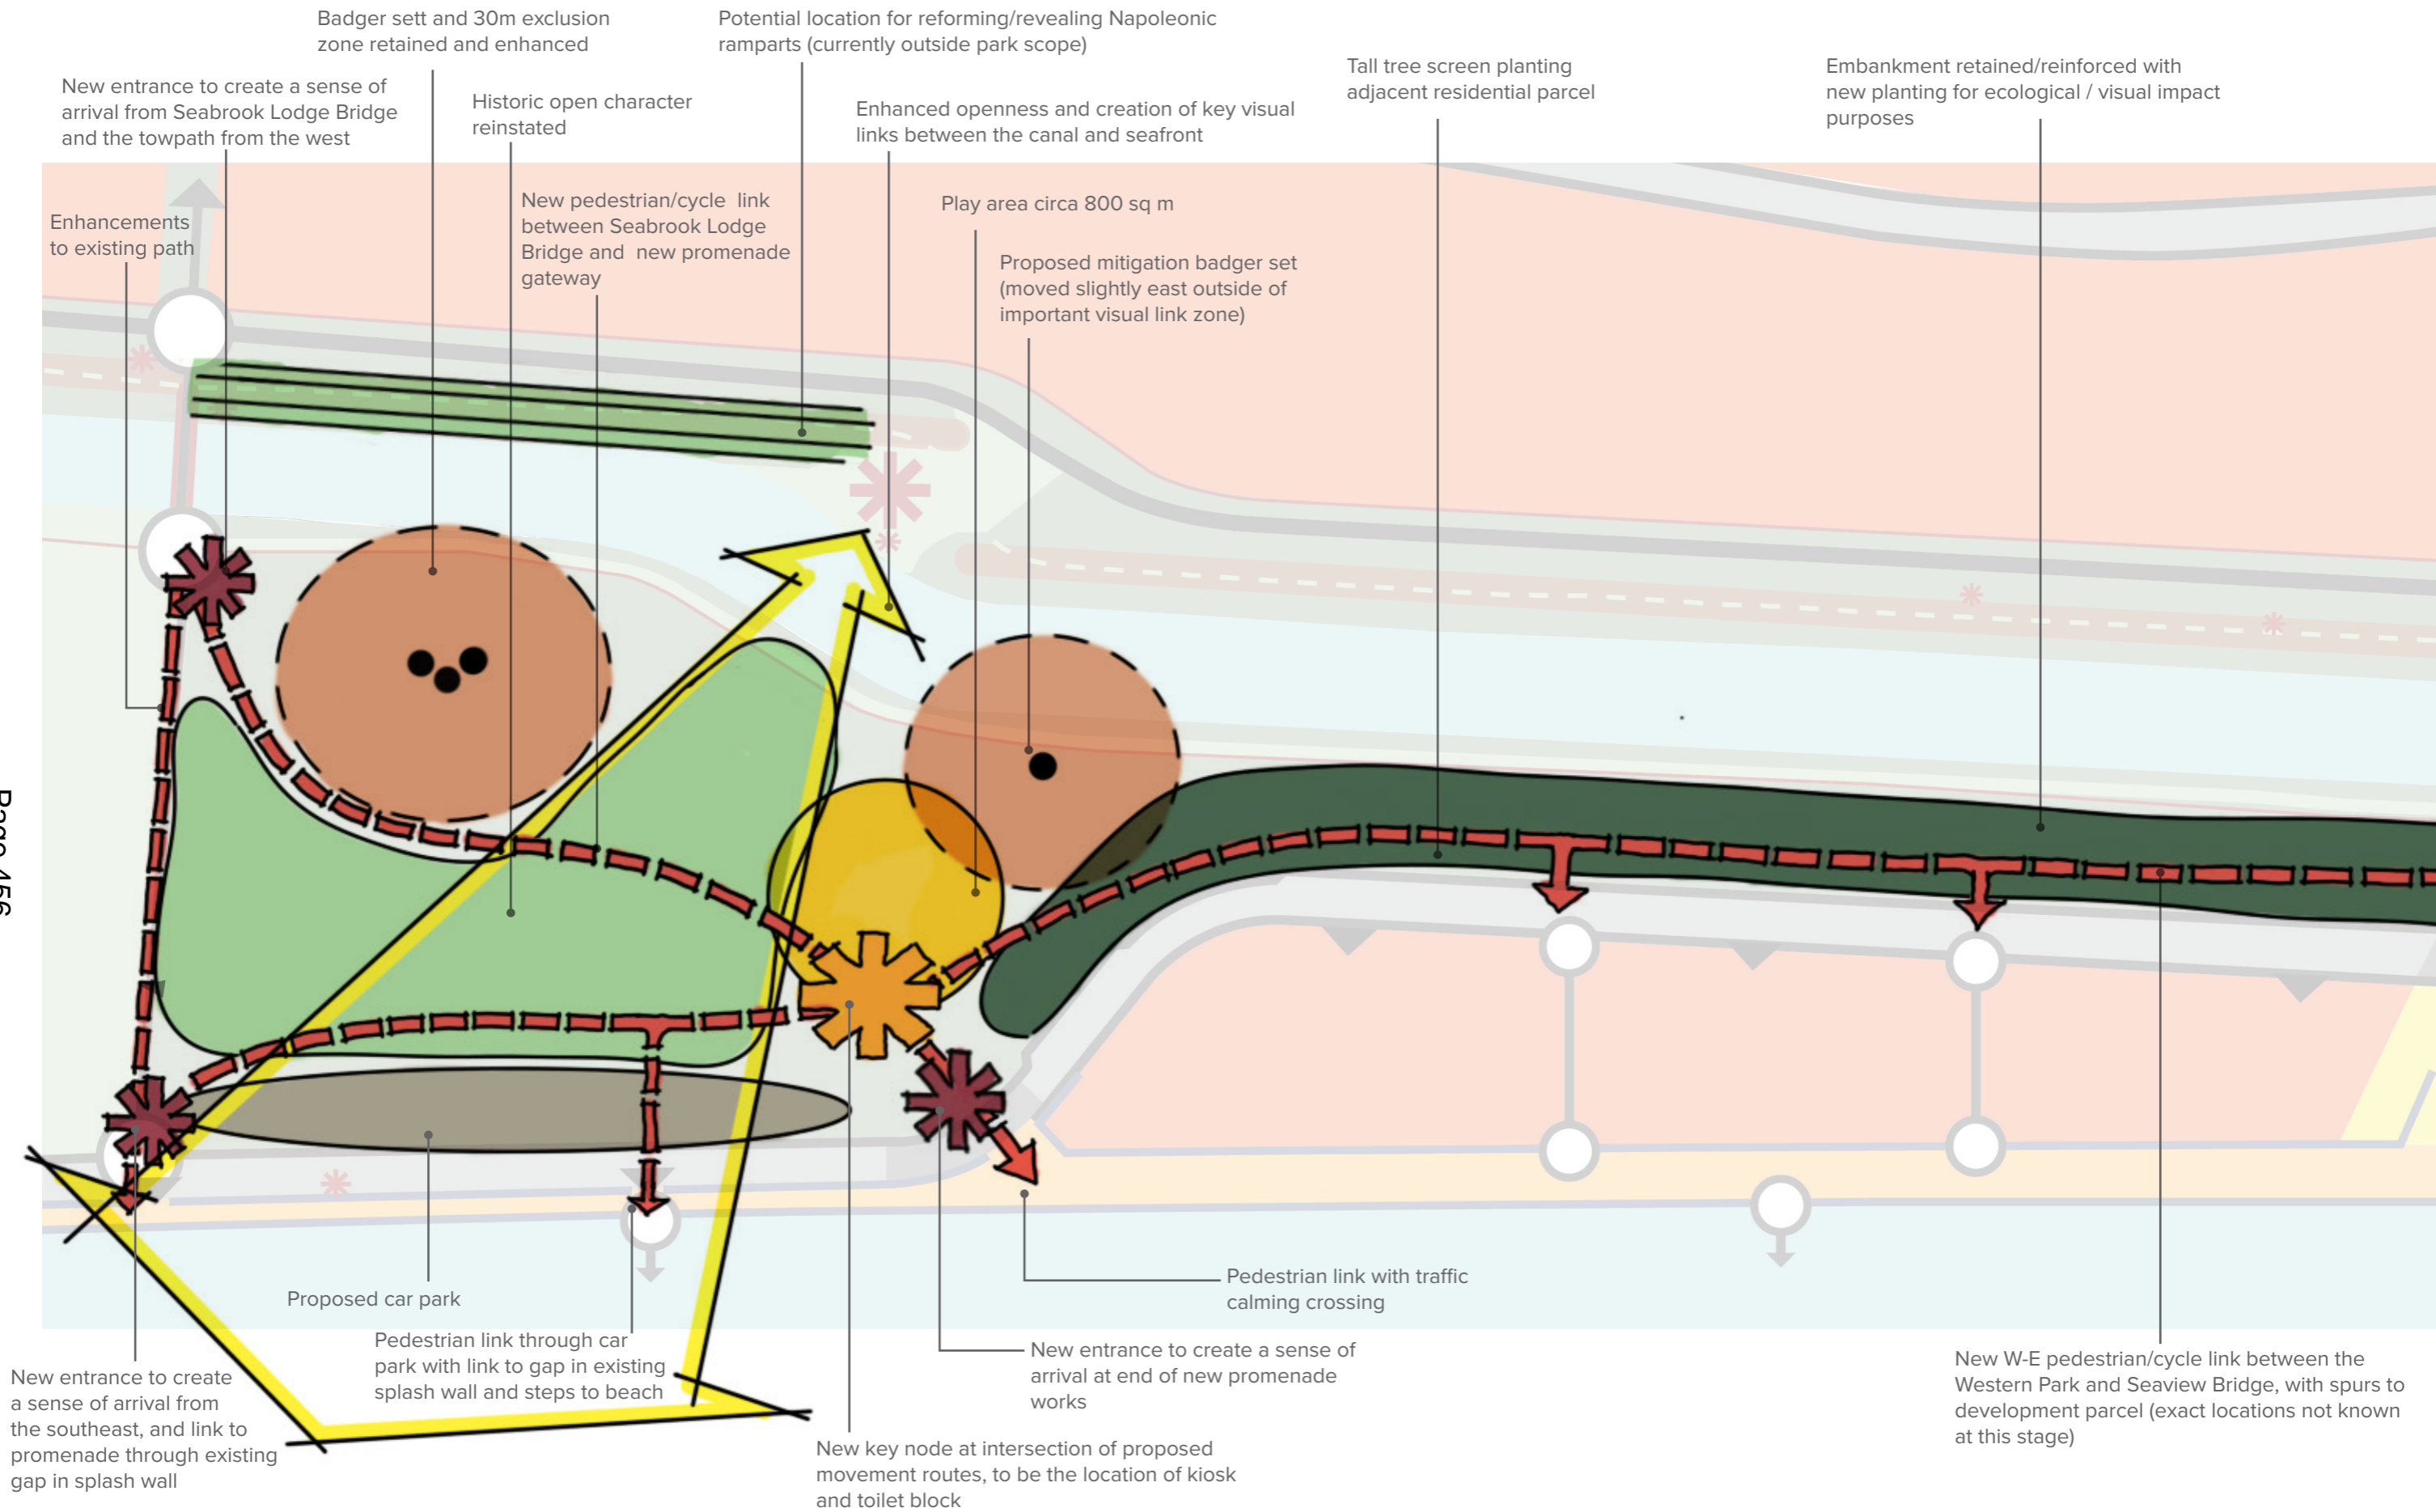 Badger sett and 30m exclusion
zone retained and enhanced
Potential location for reforming/revealing Napoleonic
ramparts (currently outside park scope)
New entrance to create a sense of
arrival from Seabrook Lodge Bridge
and the towpath from the west
Historic open character
reinstated
Enhanced openness and creation of key visual
links between the canal and seafront
Tall tree screen planting
adjacent residential parcel
Embankment retained/reinforced with
new planting for ecological / visual impact
purposes
Enhancements
to existing path
New pedestrian/cycle link
between Seabrook Lodge
Bridge and new promenade
gateway
Play area circa 800 sq m
Proposed mitigation badger set
(moved slightly east outside of
important visual link zone)
Page 456
Proposed car park
Pedestrian link through car
park with link to gap in existing
splash wall and steps to beach
New entrance to create
a sense of arrival from
the southeast, and link to
promenade through existing
gap in splash wall
Pedestrian link with traffic
calming crossing
New entrance to create a sense of
arrival at end of new promenade
works
New key node at intersection of proposed
movement routes, to be the location of kiosk
and toilet block
New W-E pedestrian/cycle link between the
Western Park and Seaview Bridge, with spurs to
development parcel (exact locations not known
at this stage)